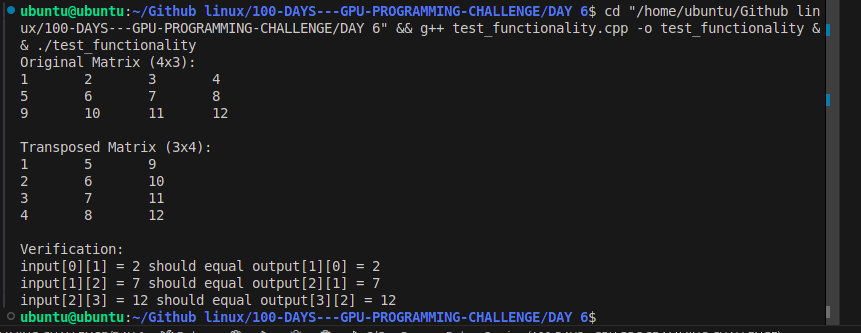 ubuntu@ubuntu:~/Github linux/100-DAYS---GPU-PROGRAMMING-CHALLENGE/DAY 6$ cd "/home/ubuntu/Github lin
ux/100-DAYS---GPU-PROGRAMMING-CHALLENGE/DAY 6" && g++ test_functionality.cpp -o test_functionality &
& ./test_functionality
Original Matrix (4x3):
1 2 3 4
5 6 7 8
9 10 11 12
Transposed Matrix (3x4):
1 5 9
2 6 10
3 7 11
4 8 12
Verification:
input[0][1] = 2 should equal output[1][0] = 2
input[1][2] = 7 should equal output[2][1] = 7
input[2][3] = 12 should equal output[3][2] = 12
ubuntu@ubuntu:~/Github linux/100-DAYS---GPU-PROGRAMMING-CHALLENGE/DAY 6$